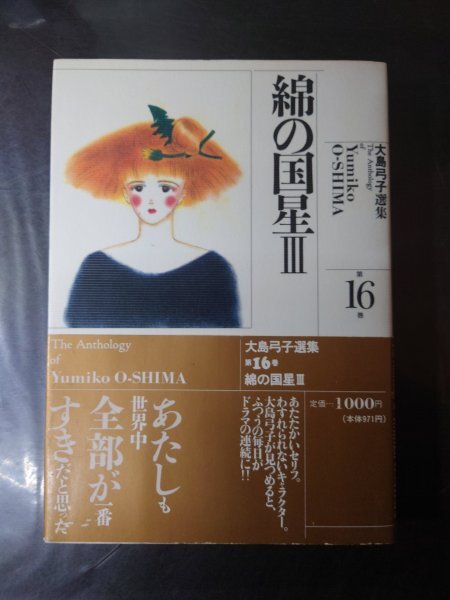 綿の国星Ⅲ
大島弓子選集
The Anthology
of
Yumiko
O-SHIMA
第
16
巻
The Anthology
of
Yumiko O-SHIMA
大島弓子選集
第16巻
綿の国星Ⅲ
定価…1000円
(本体971円)
あたたかいセリフ。
わすれられないキャラクター。
大島弓子が見つめると、
ふつうの毎日が
ドラマの連続に!!
あたしも
世界中
全部が一番
すきだと思った